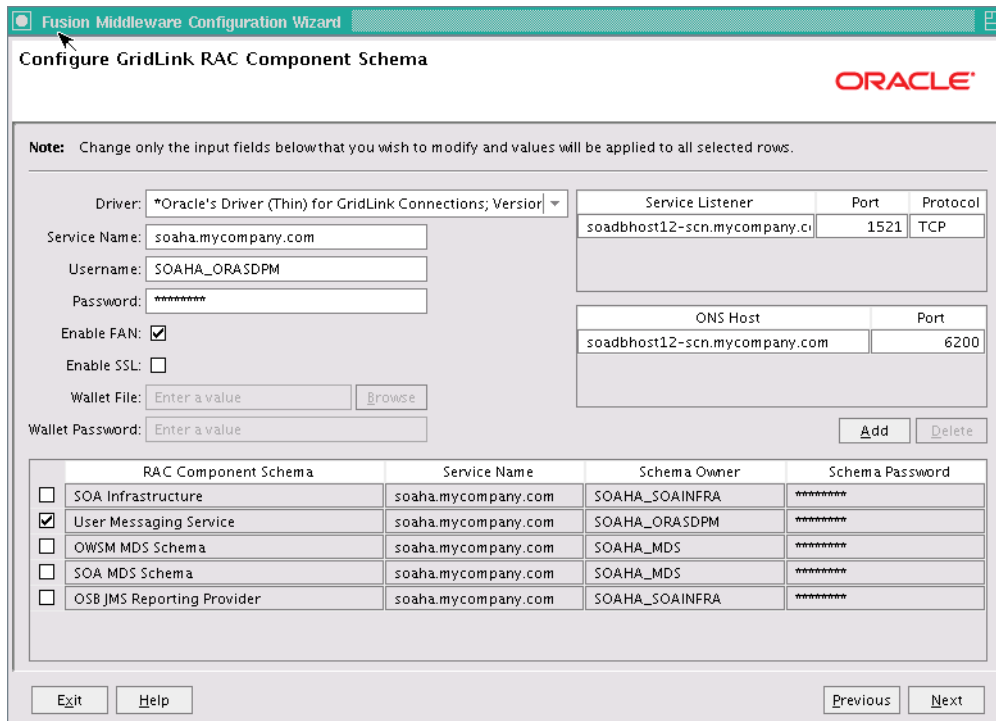 Fusion Middleware Configuration Wizard
Configure GridLink RAC Component Schema
ORACLE
Note: Change only the input fields below that you wish to modify and values will be applied to all selected rows.
Driver: *Oracle's Driver (Thin) for GridLink Connections; Version
Service Name: soaha.mycompany.com
Username: SOAHA_ORASDPM
Password: ********
Enable FAN:
Enable SSL:
Wallet File: Enter a value Browse
Wallet Password: Enter a value
Service Listener Port Protocol
soadbhost12-scn.mycompany.c 1521 TCP
ONS Host Port
soadbhost12-scn.mycompany.com 6200
Add Delete
RAC Component Schema Service Name Schema Owner Schema Password
SOA Infrastructure soaha.mycompany.com SOAHA_SOAINFRA ********
User Messaging Service soaha.mycompany.com SOAHA_ORASDPM ********
OWSM MDS Schema soaha.mycompany.com SOAHA_MDS ********
SOA MDS Schema soaha.mycompany.com SOAHA_MDS ********
OSB JMS Reporting Provider soaha.mycompany.com SOAHA_SOAINFRA ********
Exit Help Previous Next